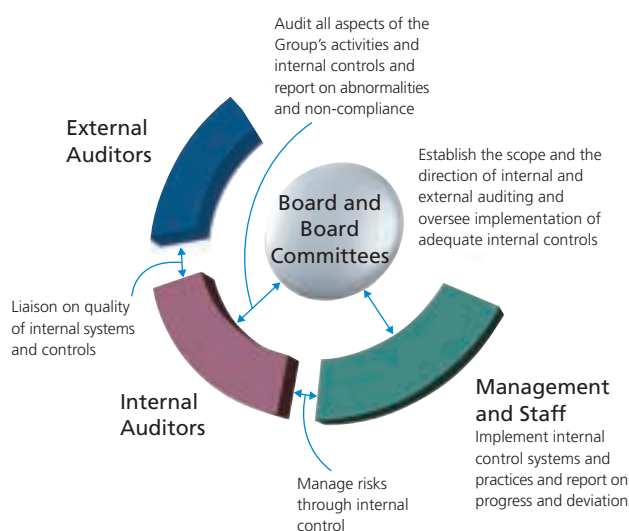 Audit all aspects of the
Group's activities and
internal controls and
report on abnormalities
and non-compliance
External
Auditors
Establish the scope and the
direction of internal and
external auditing and
oversee implementation of
adequate internal controls
Board and
Board
Committees
Liaison on quality
of internal systems
and controls
Internal
Auditors
Management
and Staff
Implement internal
control systems and
practices and report on
progress and deviation
Manage risks
through internal
control